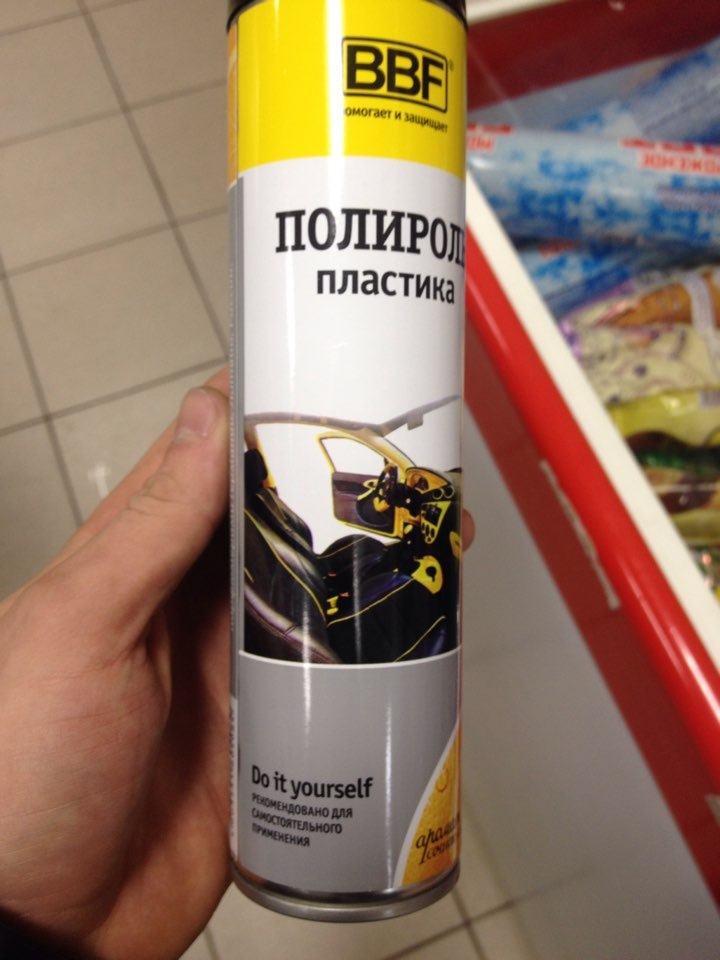 BBF®
омогает и защищает
ПОЛИРОЛ
пластика
Do it yourself
РЕКОМЕНДОВАНО ДЛЯ
САМОСТОЯТЕЛЬНОГО
ПРИМЕНЕНИЯ